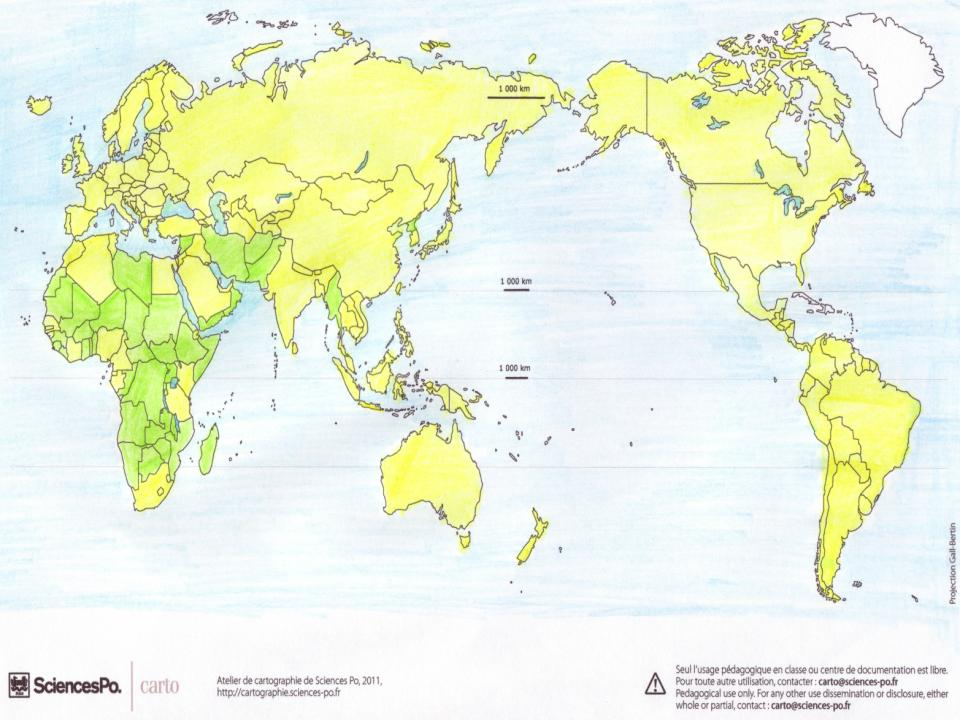 1 000 km
1 000 km
1 000 km
Projection Gall-Bertin
SciencesPo.
carto
Atelier de cartographie de Sciences Po, 2011,
http://cartographie.sciences-po.fr
Seul l'usage pédagogique en classe ou centre de documentation est libre.
Pour toute autre utilisation, contacter : carto@sciences-po.fr
Pedagogical use only. For any other use dissemination or disclosure, either
whole or partial, contact : carto@sciences-po.fr